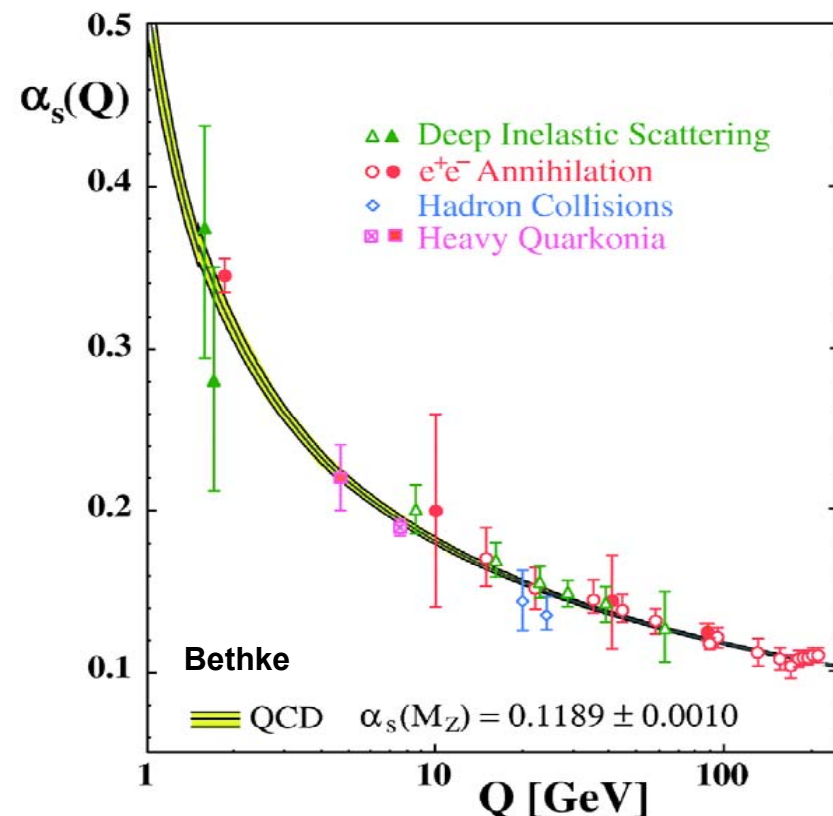 0.5
αs(Q)
0.4
0.3
0.2
0.1
△▲ Deep Inelastic Scattering
○● e⁺e⁻ Annihilation
◇ Hadron Collisions
⊠■ Heavy Quarkonia
Bethke
QCD αs(MZ) = 0.1189 ± 0.0010
1 10 100
Q [GeV]